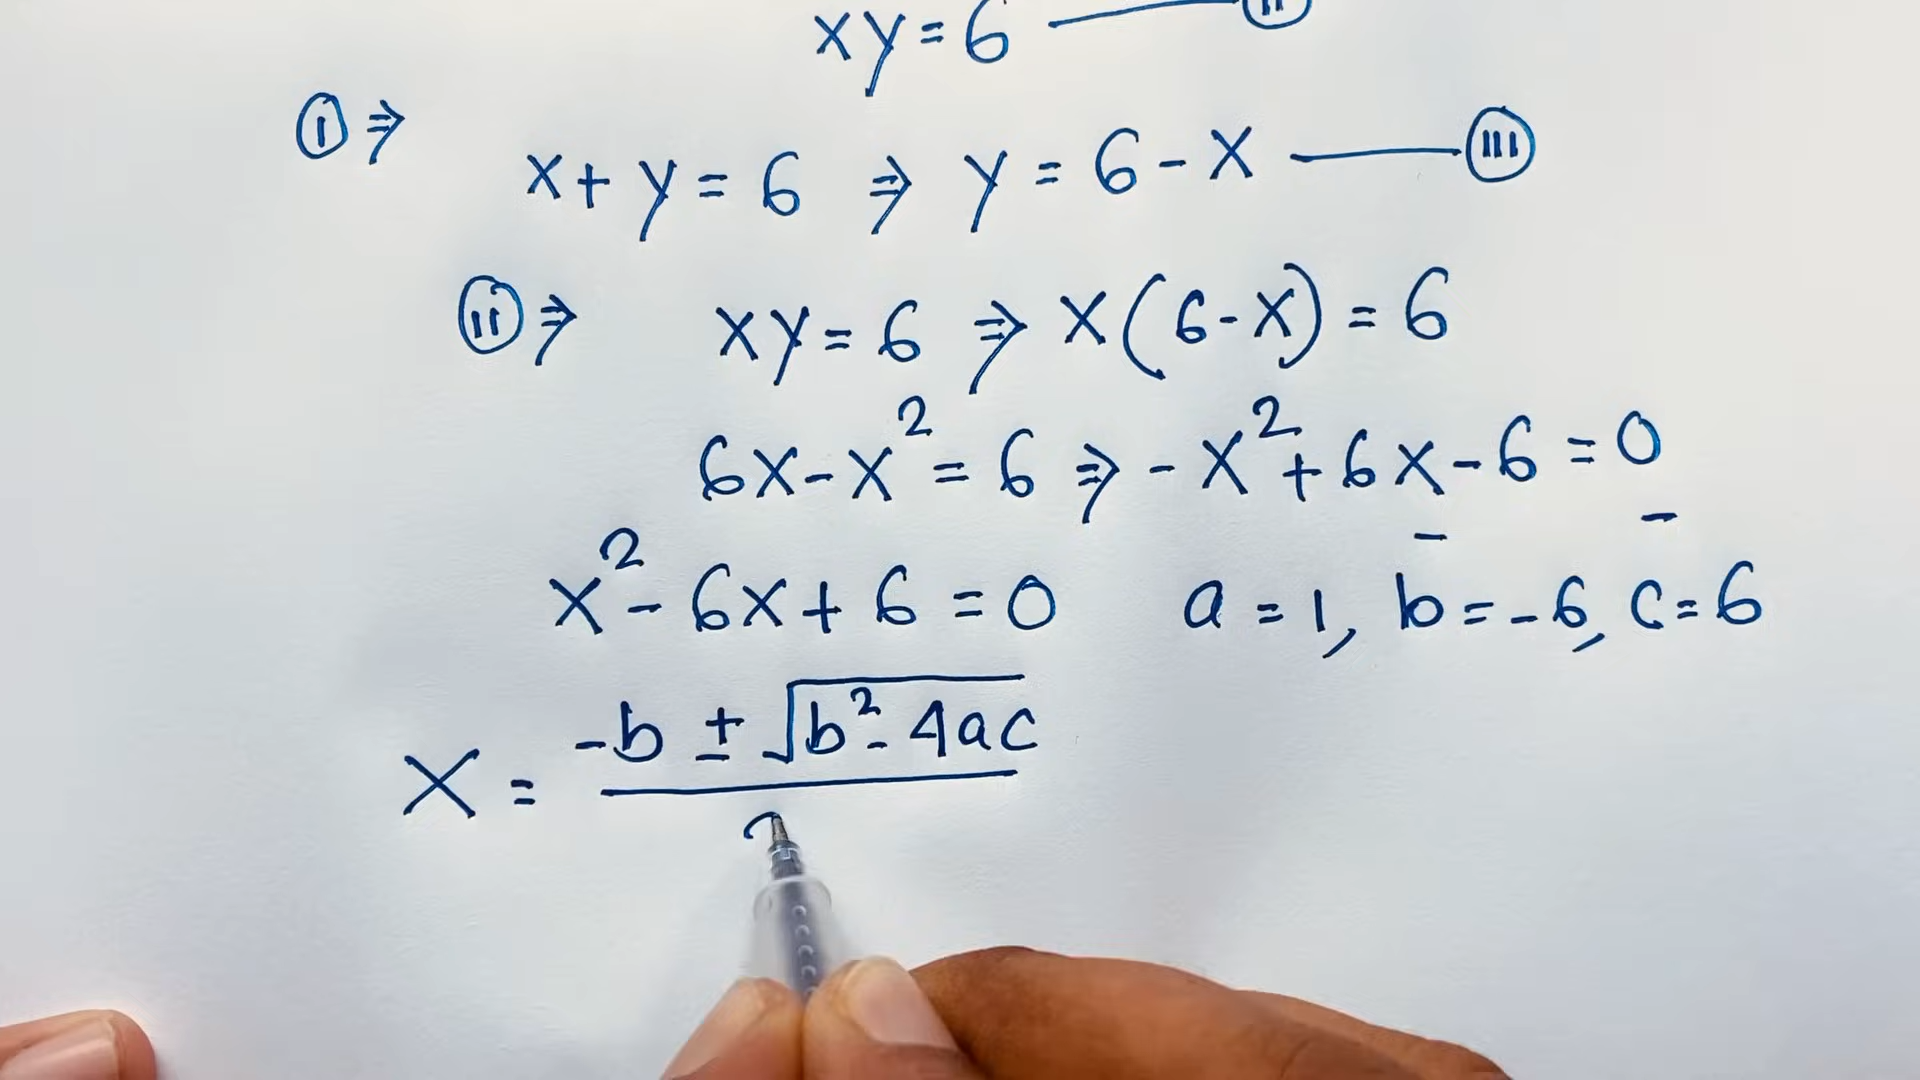 xy = 6 —— (ii)
(i) ⇒
x + y = 6 ⇒ y = 6 - x —— (iii)
(ii) ⇒ xy = 6 ⇒ x(6 - x) = 6
6x - x² = 6 ⇒ -x² + 6x - 6 = 0
x² - 6x + 6 = 0 a = 1, b = -6, c = 6
x = -b ± √(b² - 4ac)